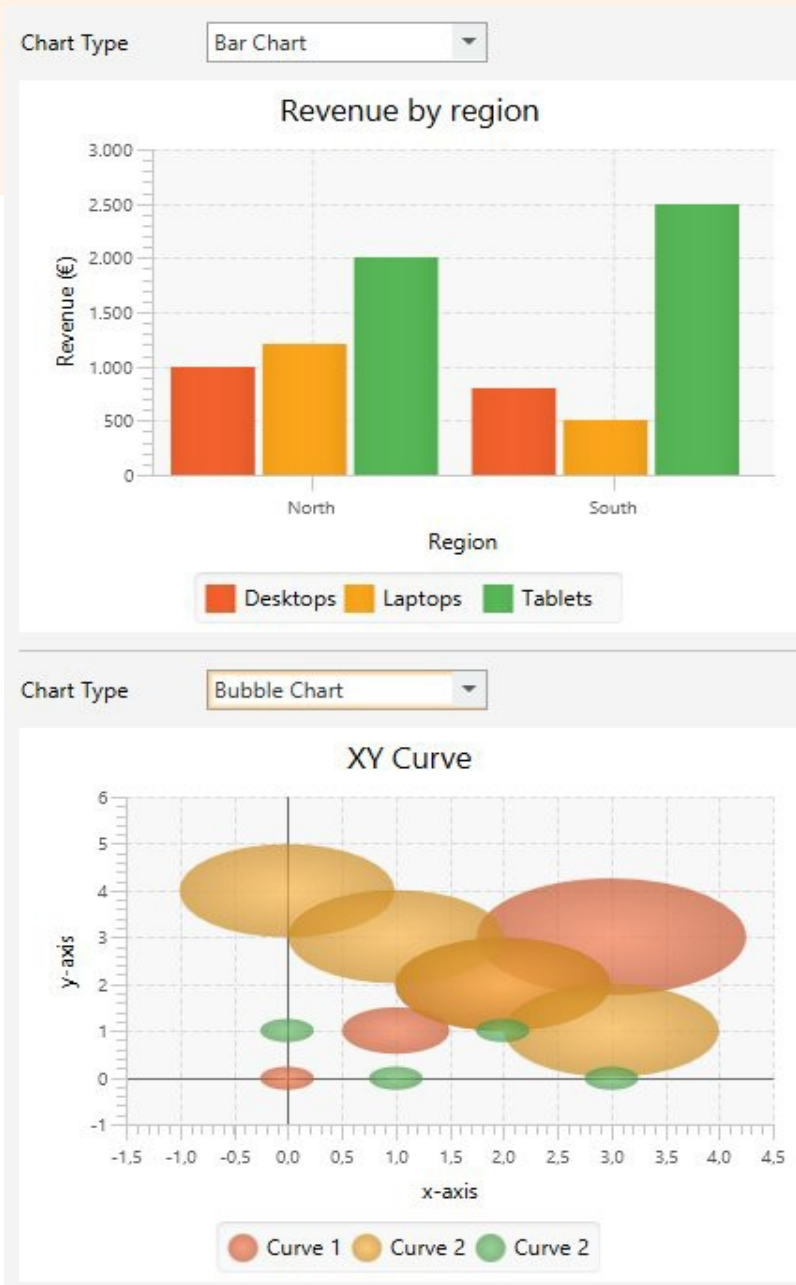 Chart Type Bar Chart
Revenue by region
3.000
2.500
2.000
1.500
1.000
500
0
Revenue (€)
North South
Region
Desktops Laptops Tablets
Chart Type Bubble Chart
XY Curve
6
5
4
3
2
1
0
-1
y-axis
-1,5 -1,0 -0,5 0,0 0,5 1,0 1,5 2,0 2,5 3,0 3,5 4,0 4,5
x-axis
Curve 1 Curve 2 Curve 2